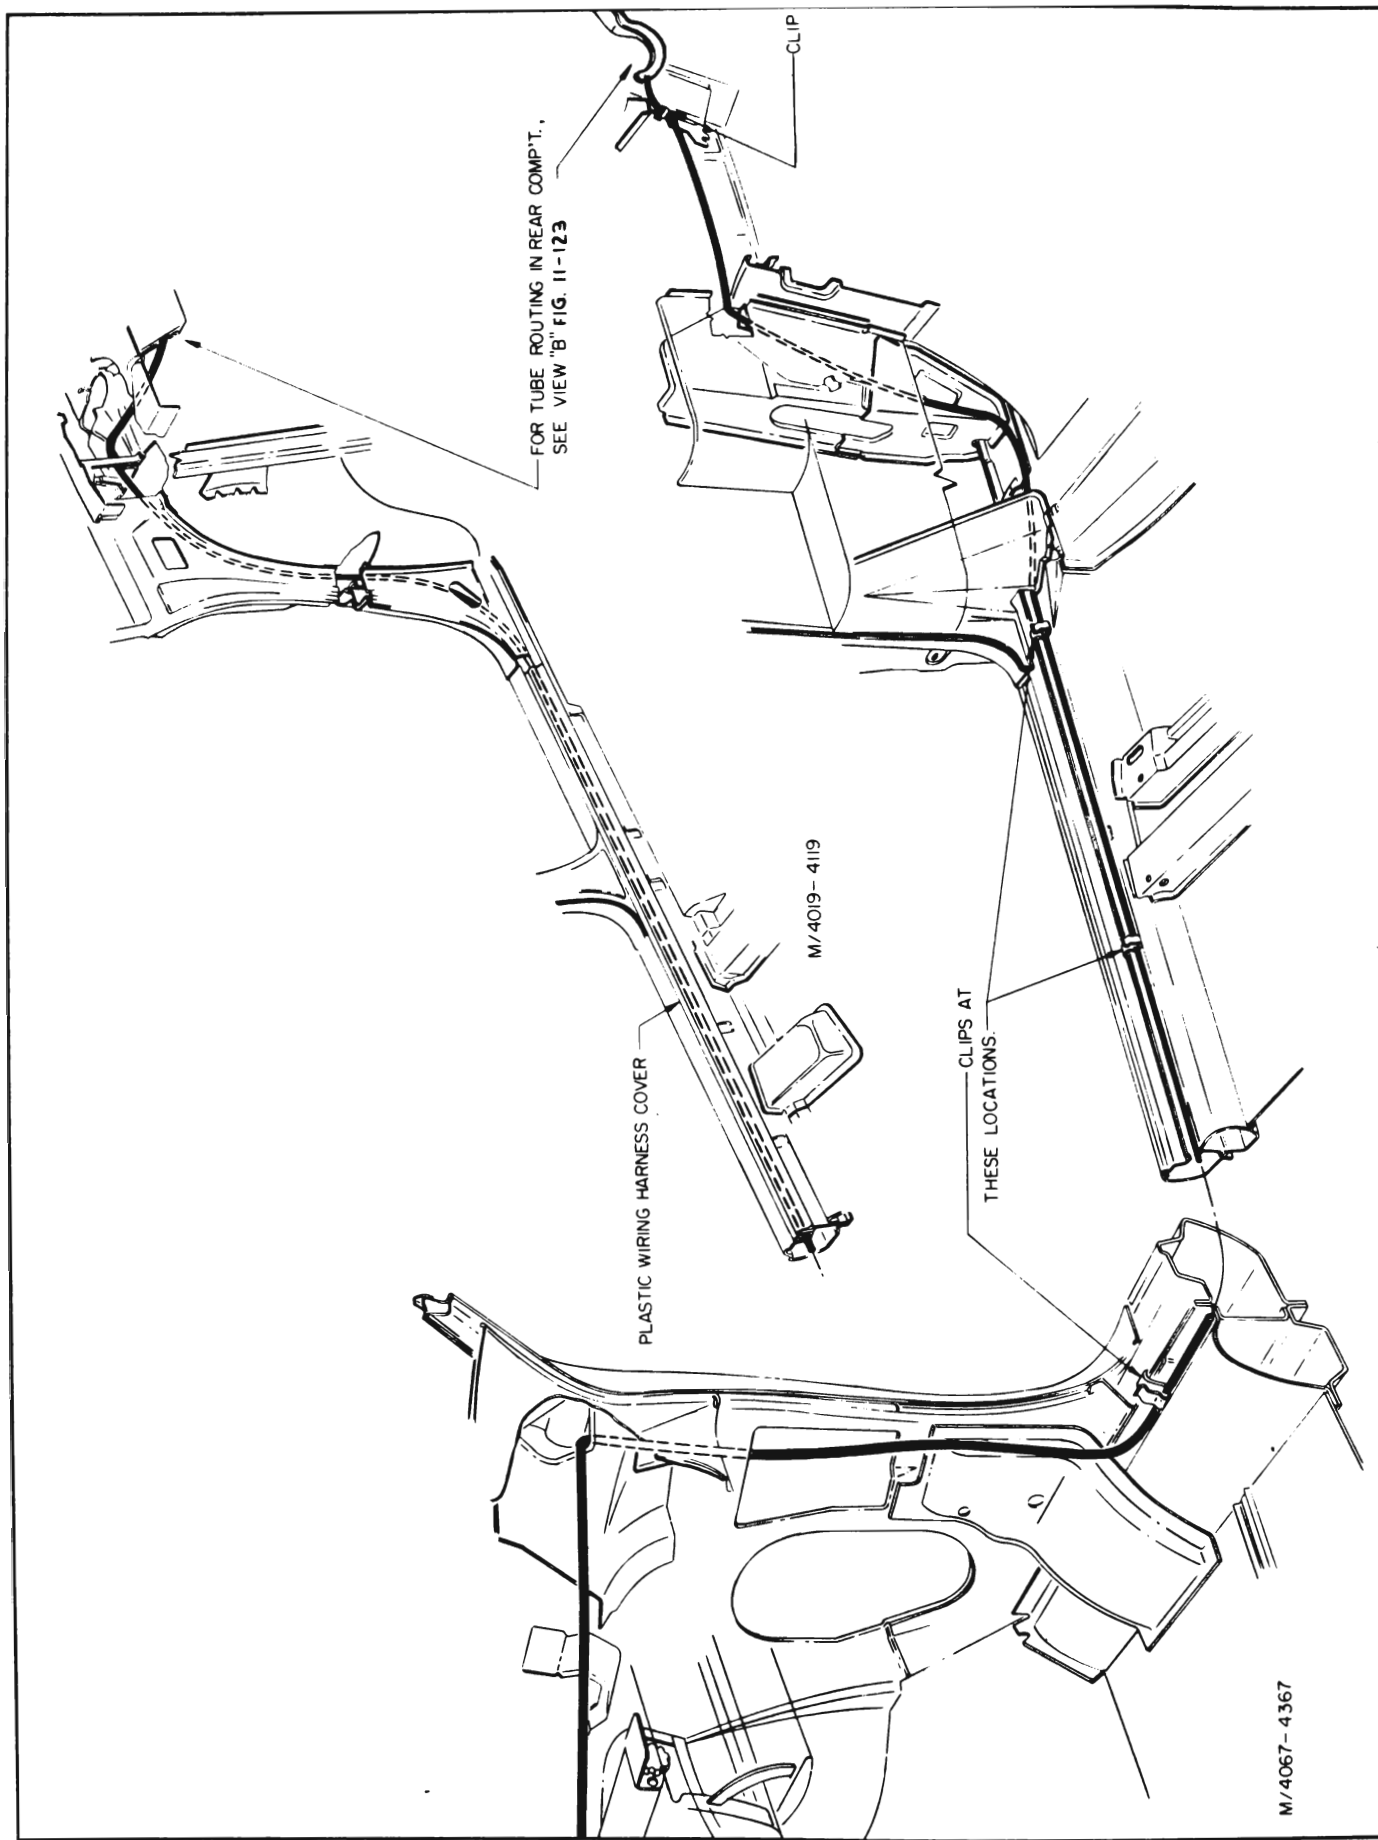 FOR TUBE ROUTING IN REAR COMP'T.,
SEE VIEW "B" FIG. 11-123
CLIP
PLASTIC WIRING HARNESS COVER
M/4019-4119
CLIPS AT
THESE LOCATIONS.
M/4067-4367